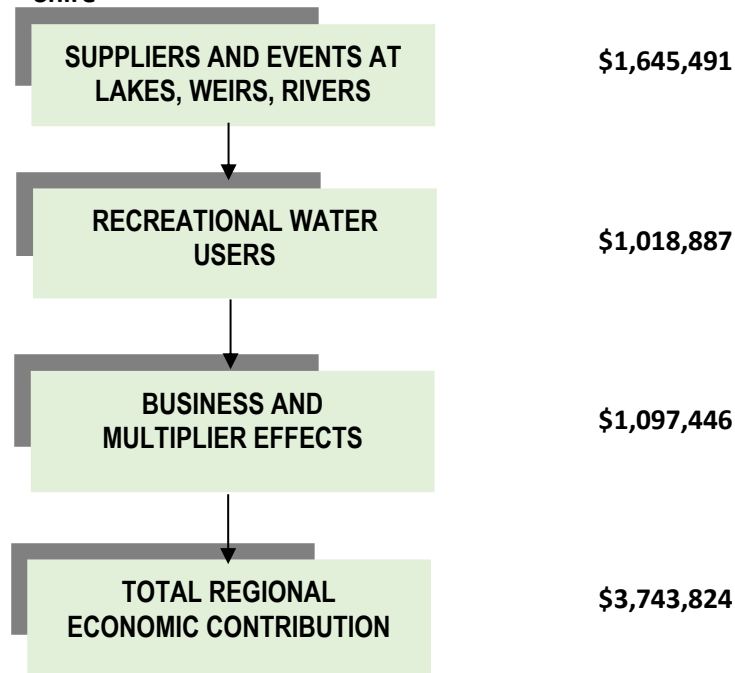 SUPPLIERS AND EVENTS AT
LAKES, WEIRS, RIVERS
$1,645,491
RECREATIONAL WATER
USERS
$1,018,887
BUSINESS AND
MULTIPLIER EFFECTS
$1,097,446
TOTAL REGIONAL
ECONOMIC CONTRIBUTION
$3,743,824